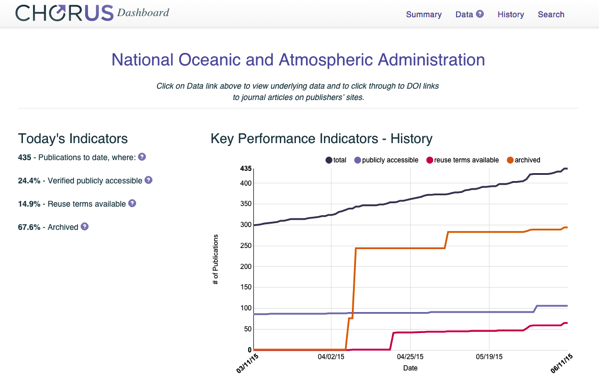 CHORUS Dashboard
Summary Data ? History Search
National Oceanic and Atmospheric Administration
Click on Data link above to view underlying data and to click through to DOI links
to journal articles on publishers' sites.
Today's Indicators
435 - Publications to date, where: ?
24.4% - Verified publicly accessible ?
14.9% - Reuse terms available ?
67.6% - Archived ?
Key Performance Indicators - History
total publicly accessible reuse terms available archived
435
400
350
300
250
200
150
100
50
0
# of Publications
03/11/15 04/02/15 04/25/15 05/19/15 06/11/15
Date